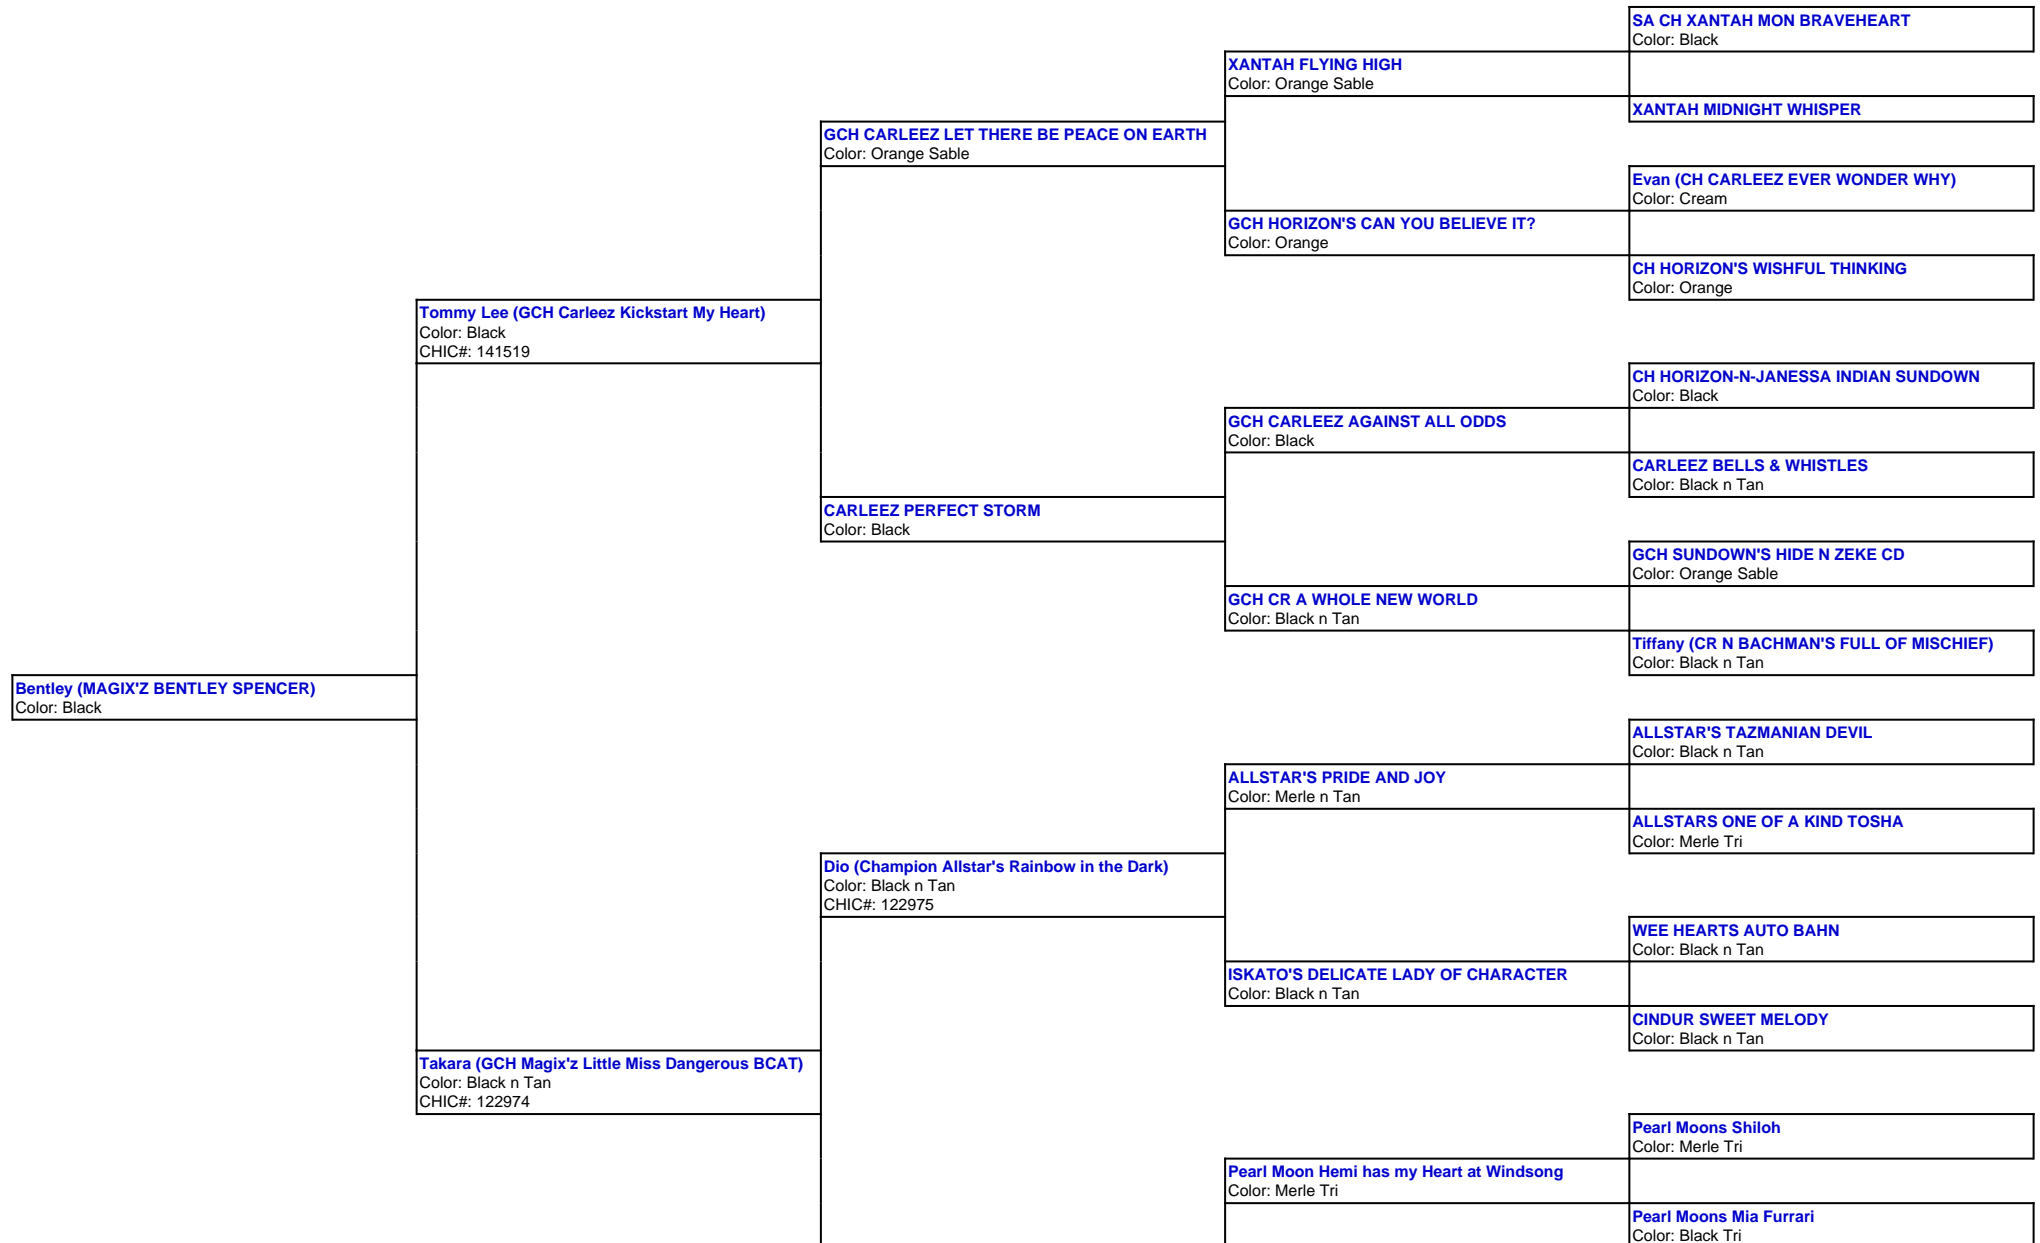 SA CH XANTAH MON BRAVEHEART
Color: Black
XANTAH FLYING HIGH
Color: Orange Sable
XANTAH MIDNIGHT WHISPER
GCH CARLEEZ LET THERE BE PEACE ON EARTH
Color: Orange Sable
Evan (CH CARLEEZ EVER WONDER WHY)
Color: Cream
GCH HORIZON'S CAN YOU BELIEVE IT?
Color: Orange
CH HORIZON'S WISHFUL THINKING
Color: Orange
Tommy Lee (GCH Carleez Kickstart My Heart)
Color: Black
CHIC#: 141519
CH HORIZON-N-JANESSA INDIAN SUNDOWN
Color: Black
GCH CARLEEZ AGAINST ALL ODDS
Color: Black
CARLEEZ BELLS & WHISTLES
Color: Black n Tan
CARLEEZ PERFECT STORM
Color: Black
GCH SUNDOWN'S HIDE N ZEKE CD
Color: Orange Sable
GCH CR A WHOLE NEW WORLD
Color: Black n Tan
Tiffany (CR N BACHMAN'S FULL OF MISCHIEF)
Color: Black n Tan
Bentley (MAGIX'Z BENTLEY SPENCER)
Color: Black
ALLSTAR'S TAZMANIAN DEVIL
Color: Black n Tan
ALLSTAR'S PRIDE AND JOY
Color: Merle n Tan
ALLSTARS ONE OF A KIND TOSHA
Color: Merle Tri
Dio (Champion Allstar's Rainbow in the Dark)
Color: Black n Tan
CHIC#: 122975
WEE HEARTS AUTO BAHN
Color: Black n Tan
ISKATO'S DELICATE LADY OF CHARACTER
Color: Black n Tan
CINDUR SWEET MELODY
Color: Black n Tan
Takara (GCH Magix'z Little Miss Dangerous BCAT)
Color: Black n Tan
CHIC#: 122974
Pearl Moons Shiloh
Color: Merle Tri
Pearl Moon Hemi has my Heart at Windsong
Color: Merle Tri
Pearl Moons Mia Furrari
Color: Black Tri